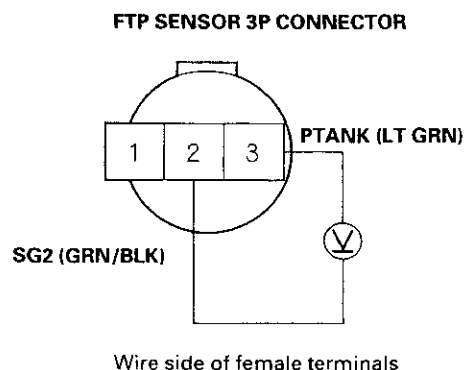 FTP SENSOR 3P CONNECTOR
1 2 3
PTANK (LT GRN)
V
SG2 (GRN/BLK)
Wire side of female terminals